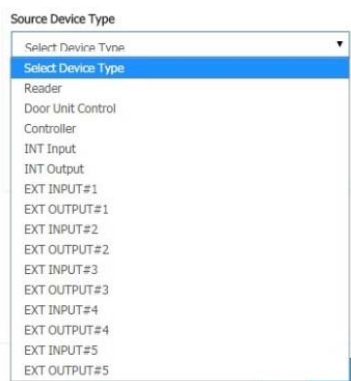 Source Device Type
Select Device Type
Select Device Type
Reader
Door Unit Control
Controller
INT Input
INT Output
EXT INPUT#1
EXT OUTPUT#1
EXT INPUT#2
EXT OUTPUT#2
EXT INPUT#3
EXT OUTPUT#3
EXT INPUT#4
EXT OUTPUT#4
EXT INPUT#5
EXT OUTPUT#5